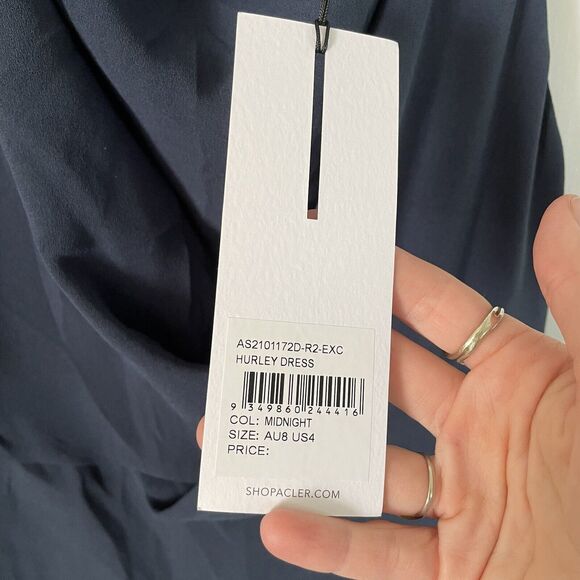 AS2101172D-R2-EXC
HURLEY DRESS
9 349860 244416
COL: MIDNIGHT
SIZE: AU8 US4
PRICE:
SHOPACLER.COM